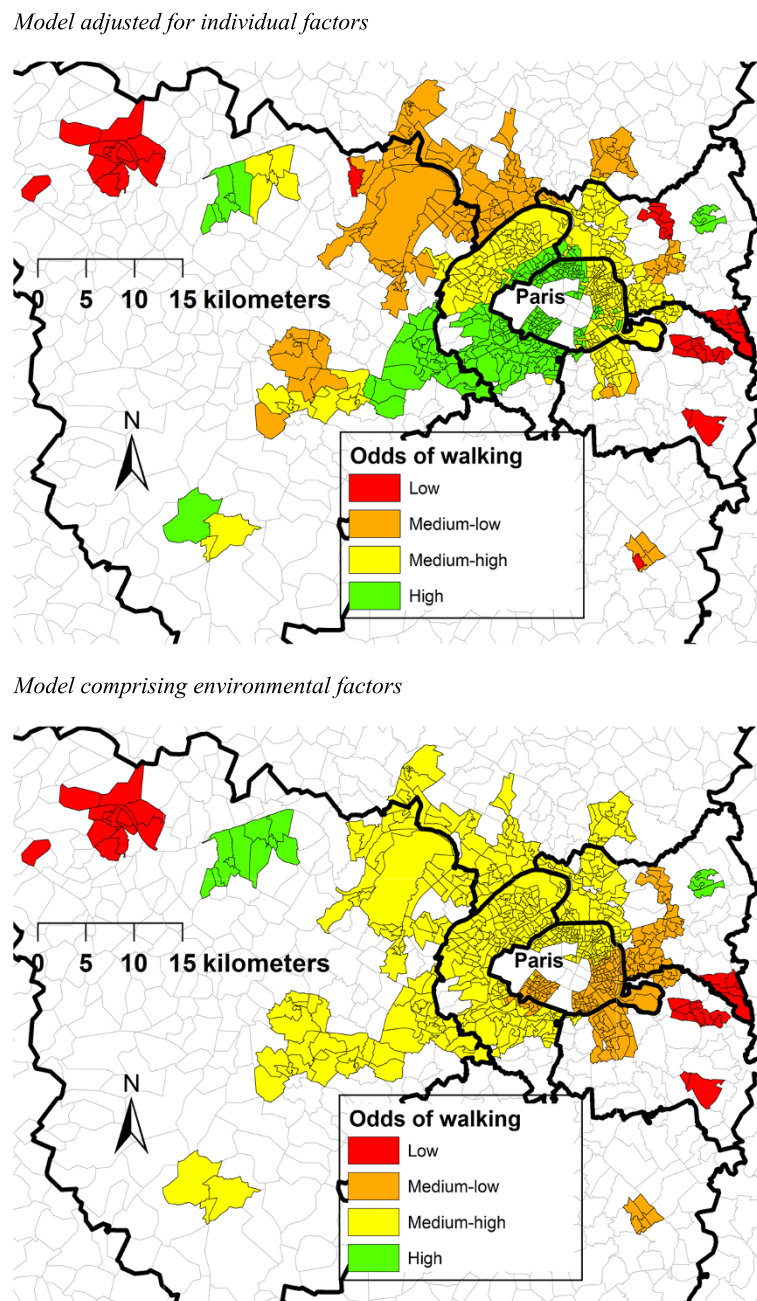 Model adjusted for individual factors
Paris
0 5 10 15 kilometers
N
Odds of walking
Low
Medium-low
Medium-high
High
Model comprising environmental factors
Paris
0 5 10 15 kilometers
N
Odds of walking
Low
Medium-low
Medium-high
High